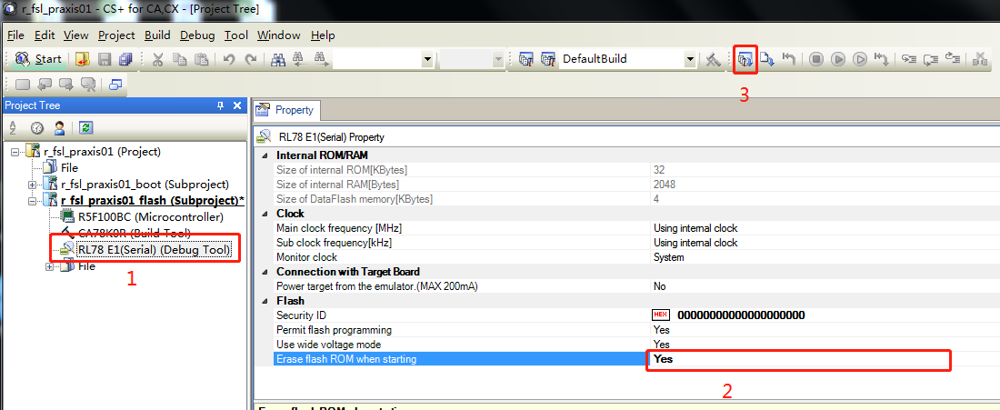 r_fsl_praxis01 - CS+ for CA,CX - [Project Tree]
File Edit View Project Build Debug Tool Window Help
Start DefaultBuild
3
Project Tree
Property
RL78 E1(Serial) Property
r_fsl_praxis01 (Project)
File
r_fsl_praxis01_boot (Subproject)
r_fsl_praxis01_flash (Subproject)*
R5F100BC (Microcontroller)
CA78K0R (Build Tool)
RL78 E1(Serial) (Debug Tool)
File
1
Internal ROM/RAM
Size of internal ROM[KBytes] 32
Size of internal RAM[Bytes] 2048
Size of DataFlash memory[KBytes] 4
Clock
Main clock frequency [MHz] Using internal clock
Sub clock frequency[kHz] Using internal clock
Monitor clock System
Connection with Target Board
Power target from the emulator.(MAX 200mA) No
Flash
Security ID HEX 00000000000000000000
Permit flash programming Yes
Use wide voltage mode Yes
Erase flash ROM when starting Yes
2